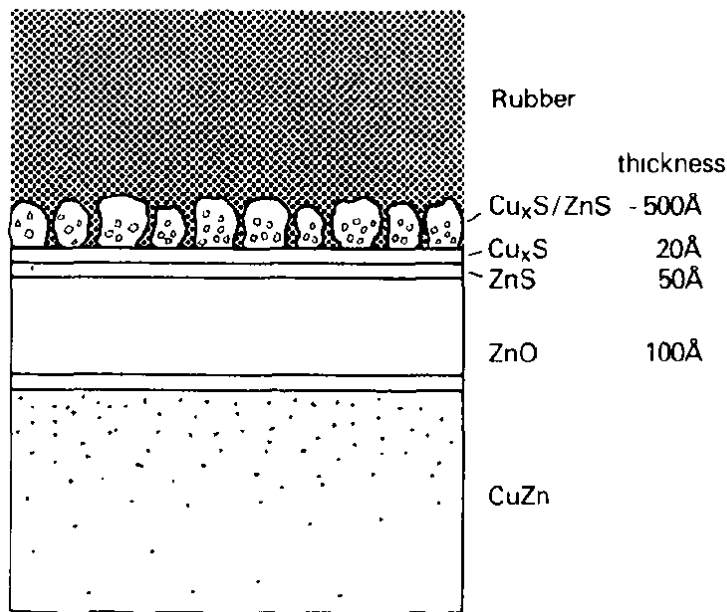 Rubber
thickness
CuₓS/ZnS -500Å
CuₓS 20Å
ZnS 50Å
ZnO 100Å
CuZn